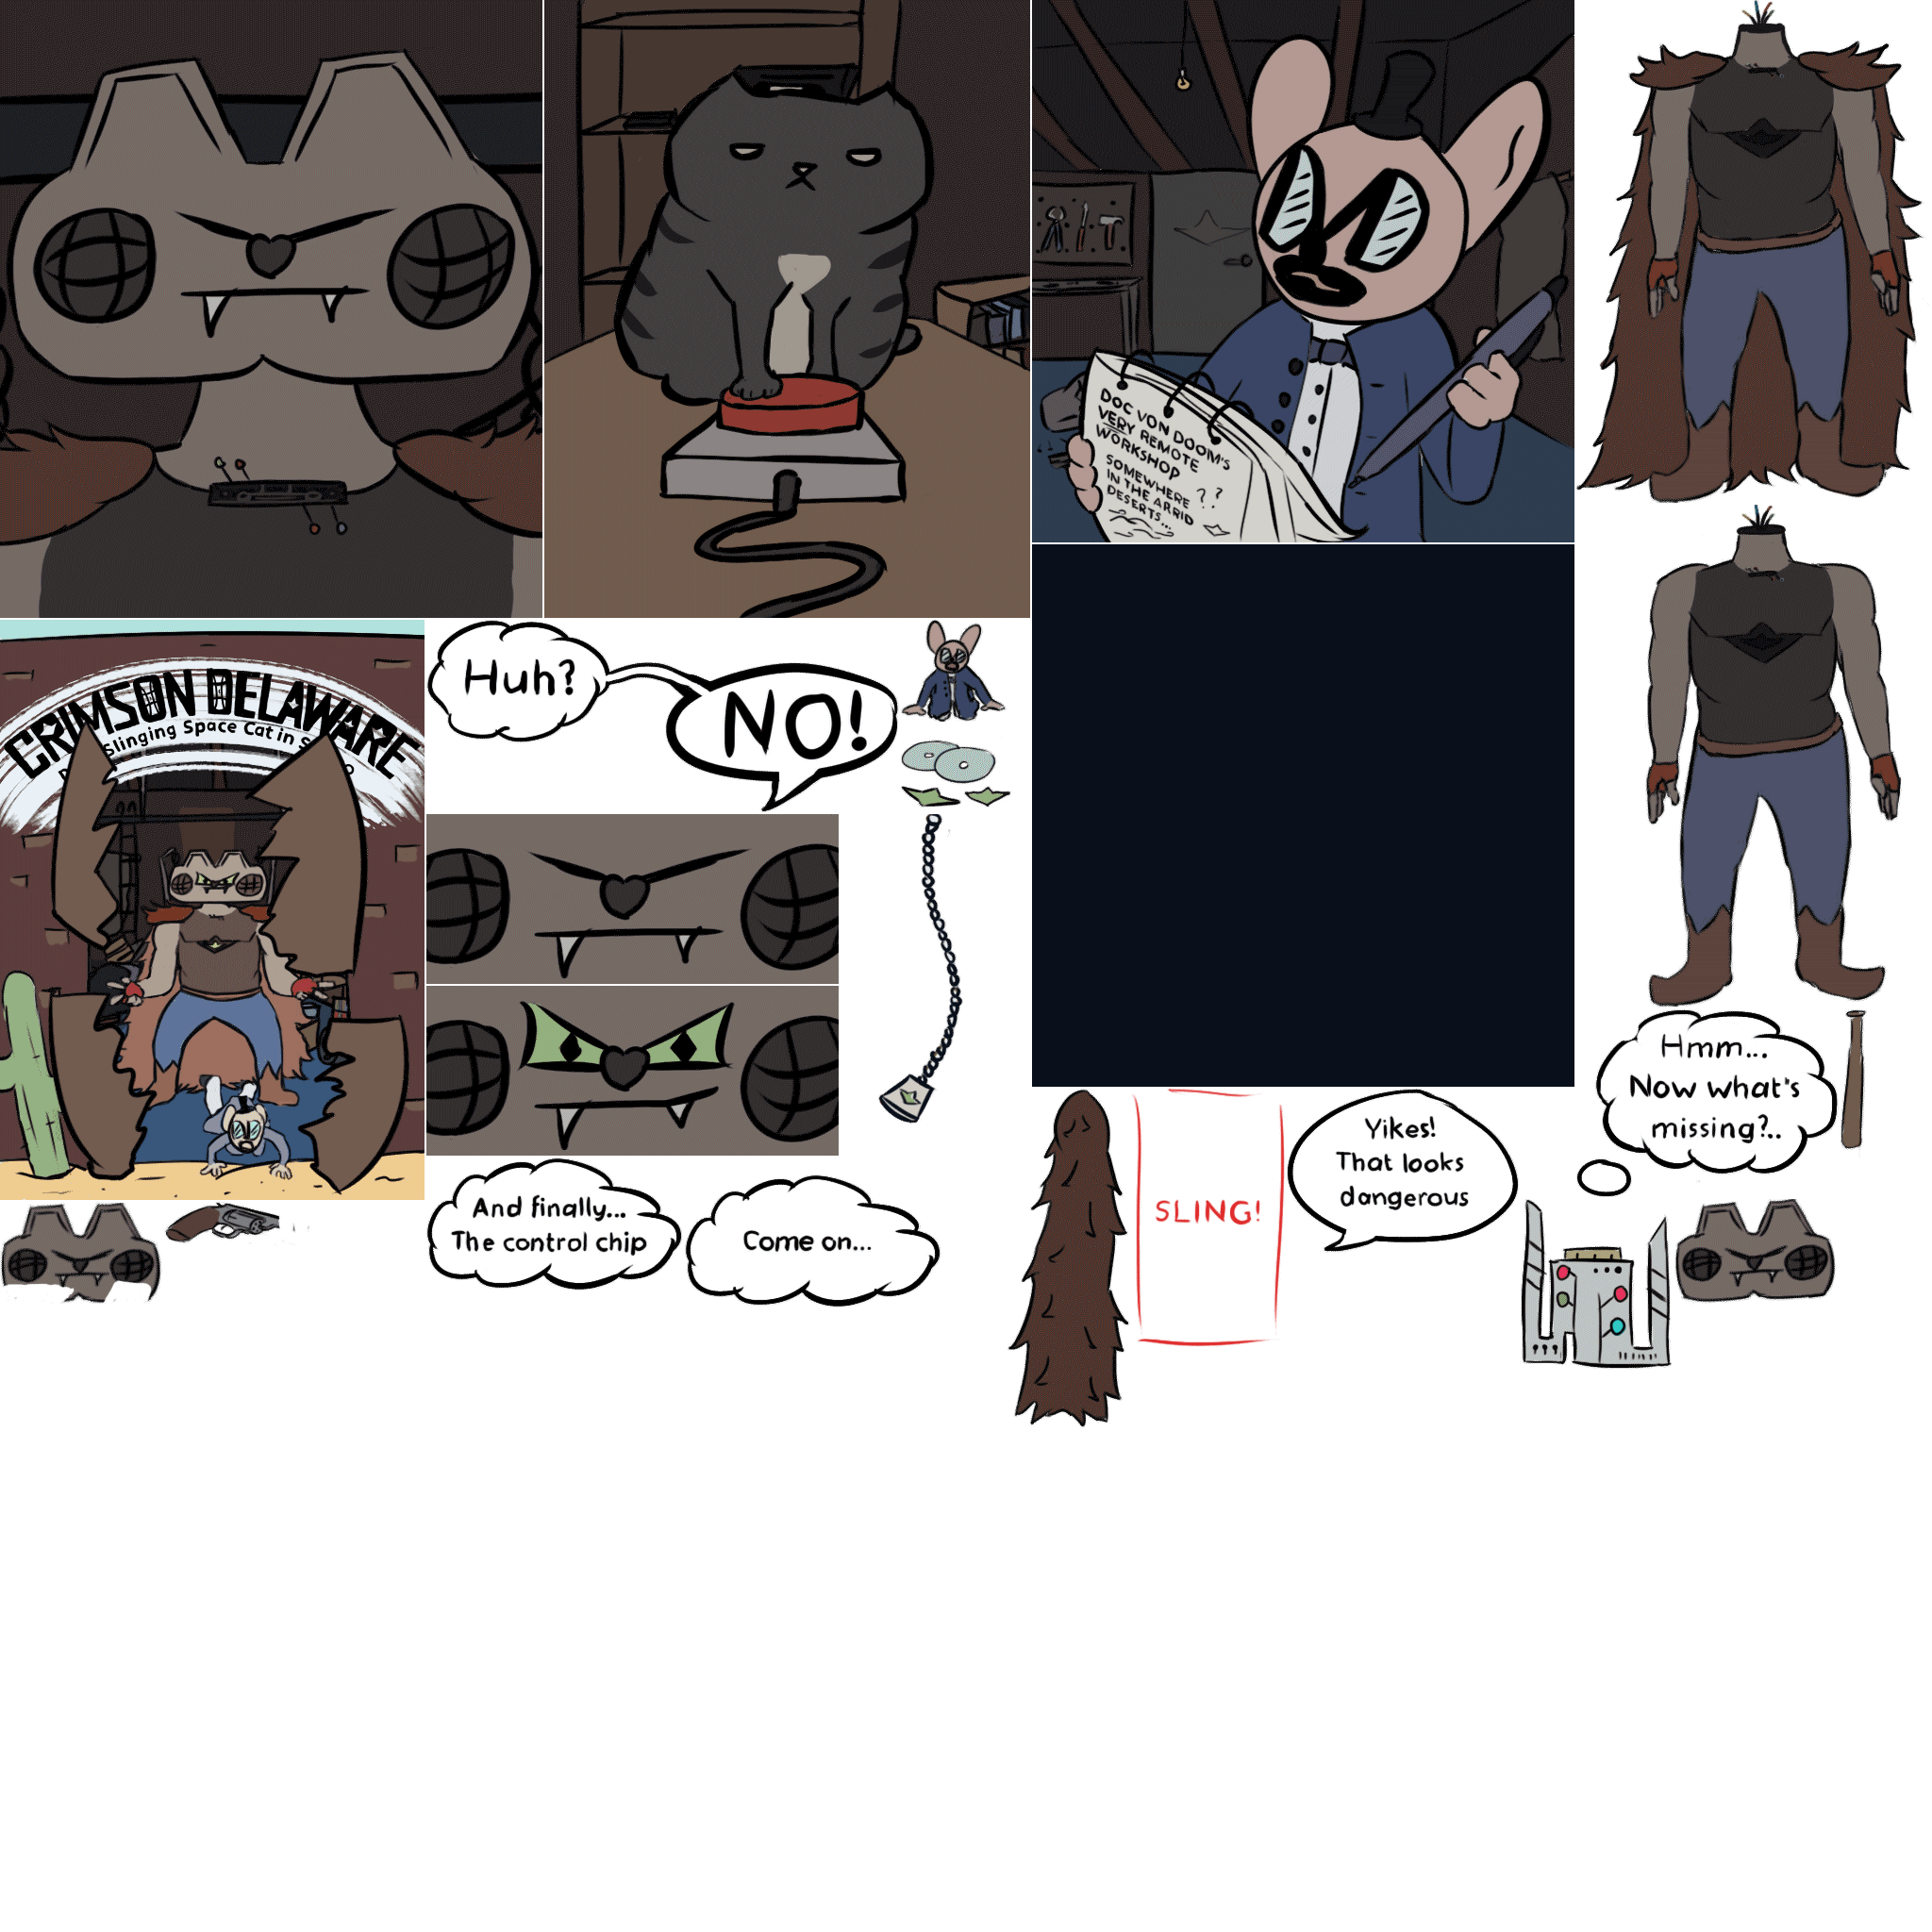 DOC VON DOOM'S
VERY REMOTE
WORKSHOP
SOMEWHERE ??
IN THE ARRID
DESERTS...
CRIMSON DELAWARE
Slinging Space Cat in S
Huh?
NO!
Hmm...
Now what's
missing?..
Yikes!
That looks
dangerous
SLING!
And finally...
The control chip
Come on...